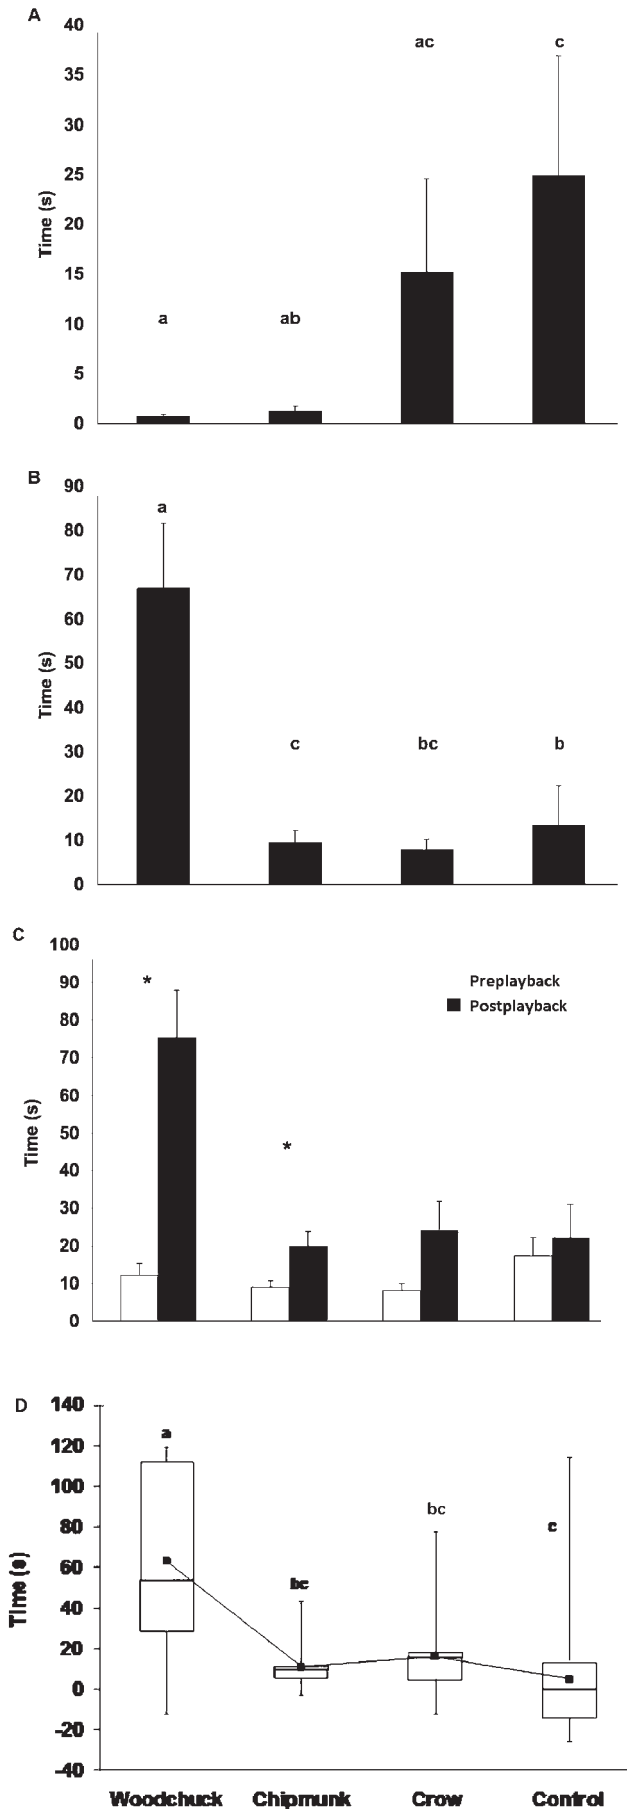 A
40
35
30
25
20
15
10
5
0
Time (s)
a
ab
ac
c
B
90
80
70
60
50
40
30
20
10
0
Time (s)
a
c
bc
b
C
100
90
80
70
60
50
40
30
20
10
0
Time (s)
*
*
Preplayback
Postplayback
D
140
120
100
80
60
40
20
0
-20
-40
Time (s)
a
bc
bc
c
Woodchuck Chipmunk Crow Control